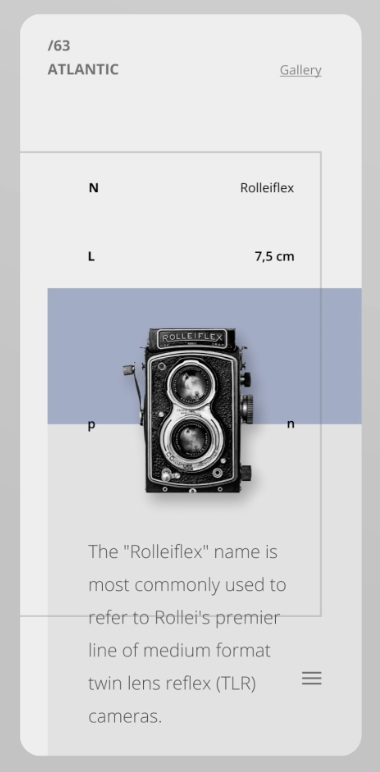 /63
ATLANTIC
Gallery
N Rolleiflex
L 7,5 cm
ROLLEIFLEX
p n
The "Rolleiflex" name is
most commonly used to
refer to Rollei's premier
line of medium format
twin lens reflex (TLR)
cameras.